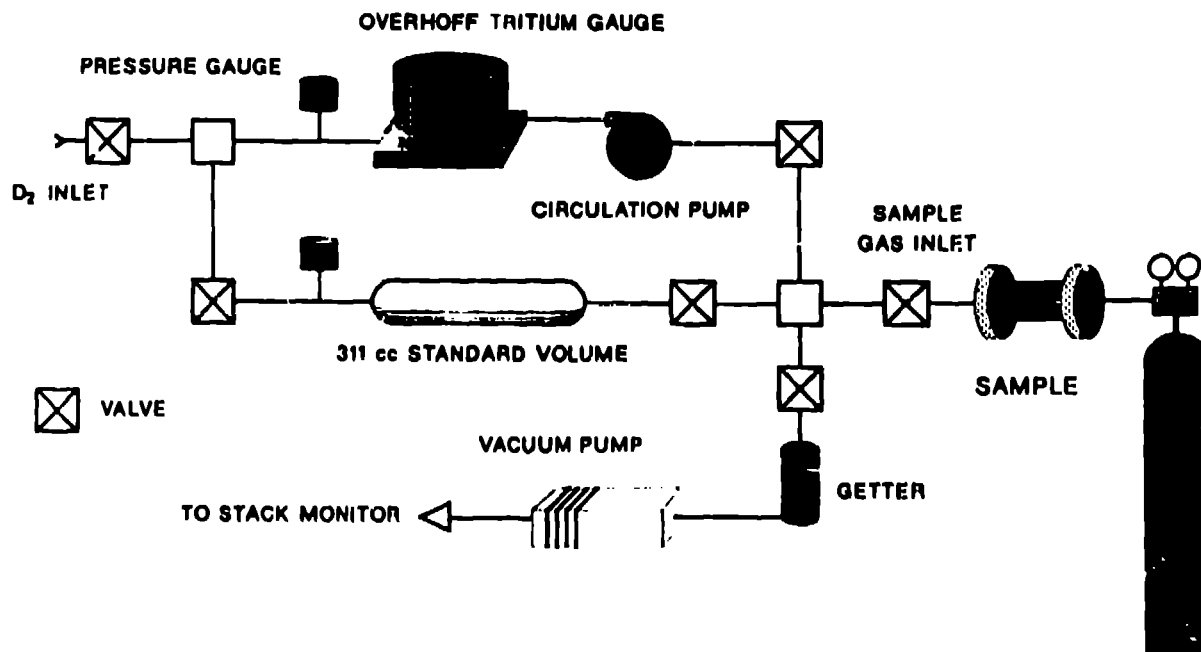 OVERHOFF TRITIUM GAUGE
PRESSURE GAUGE
D₂ INLET
CIRCULATION PUMP
SAMPLE
GAS INLET
311 cc STANDARD VOLUME
SAMPLE
VALVE
VACUUM PUMP
GETTER
TO STACK MONITOR